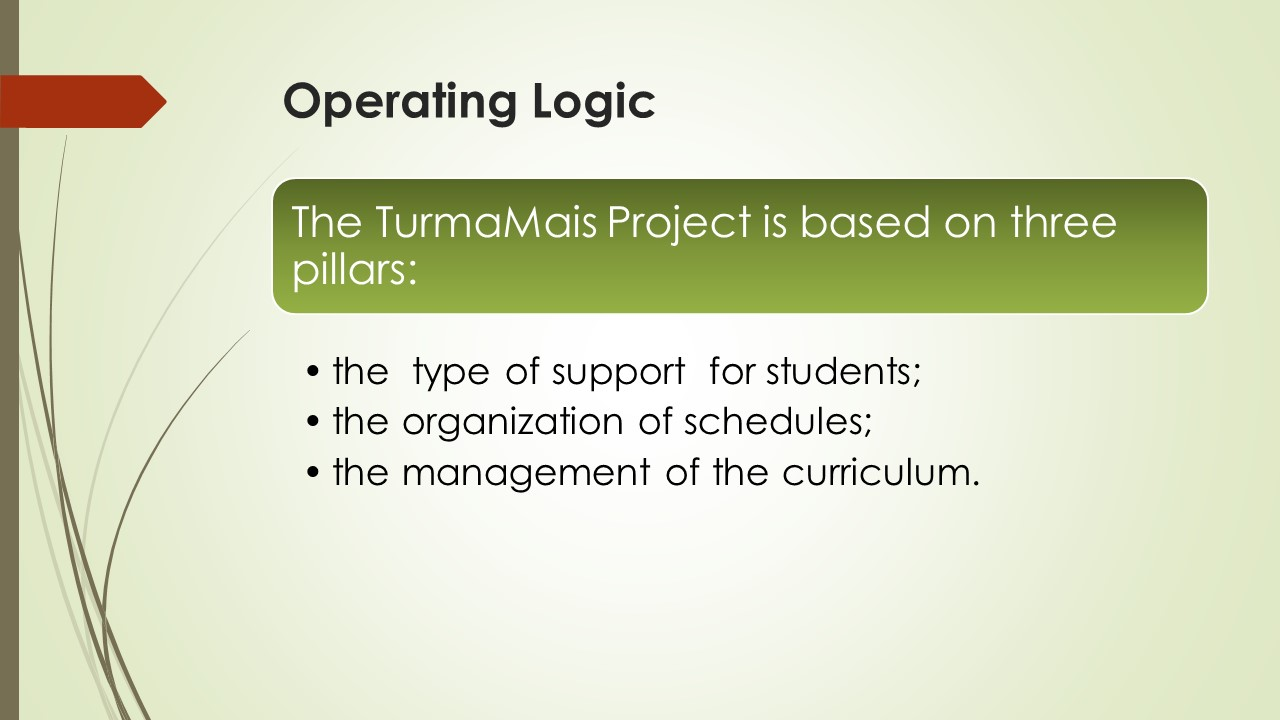 Operating Logic
The TurmaMais Project is based on three
pillars:
• the type of support for students;
• the organization of schedules;
• the management of the curriculum.